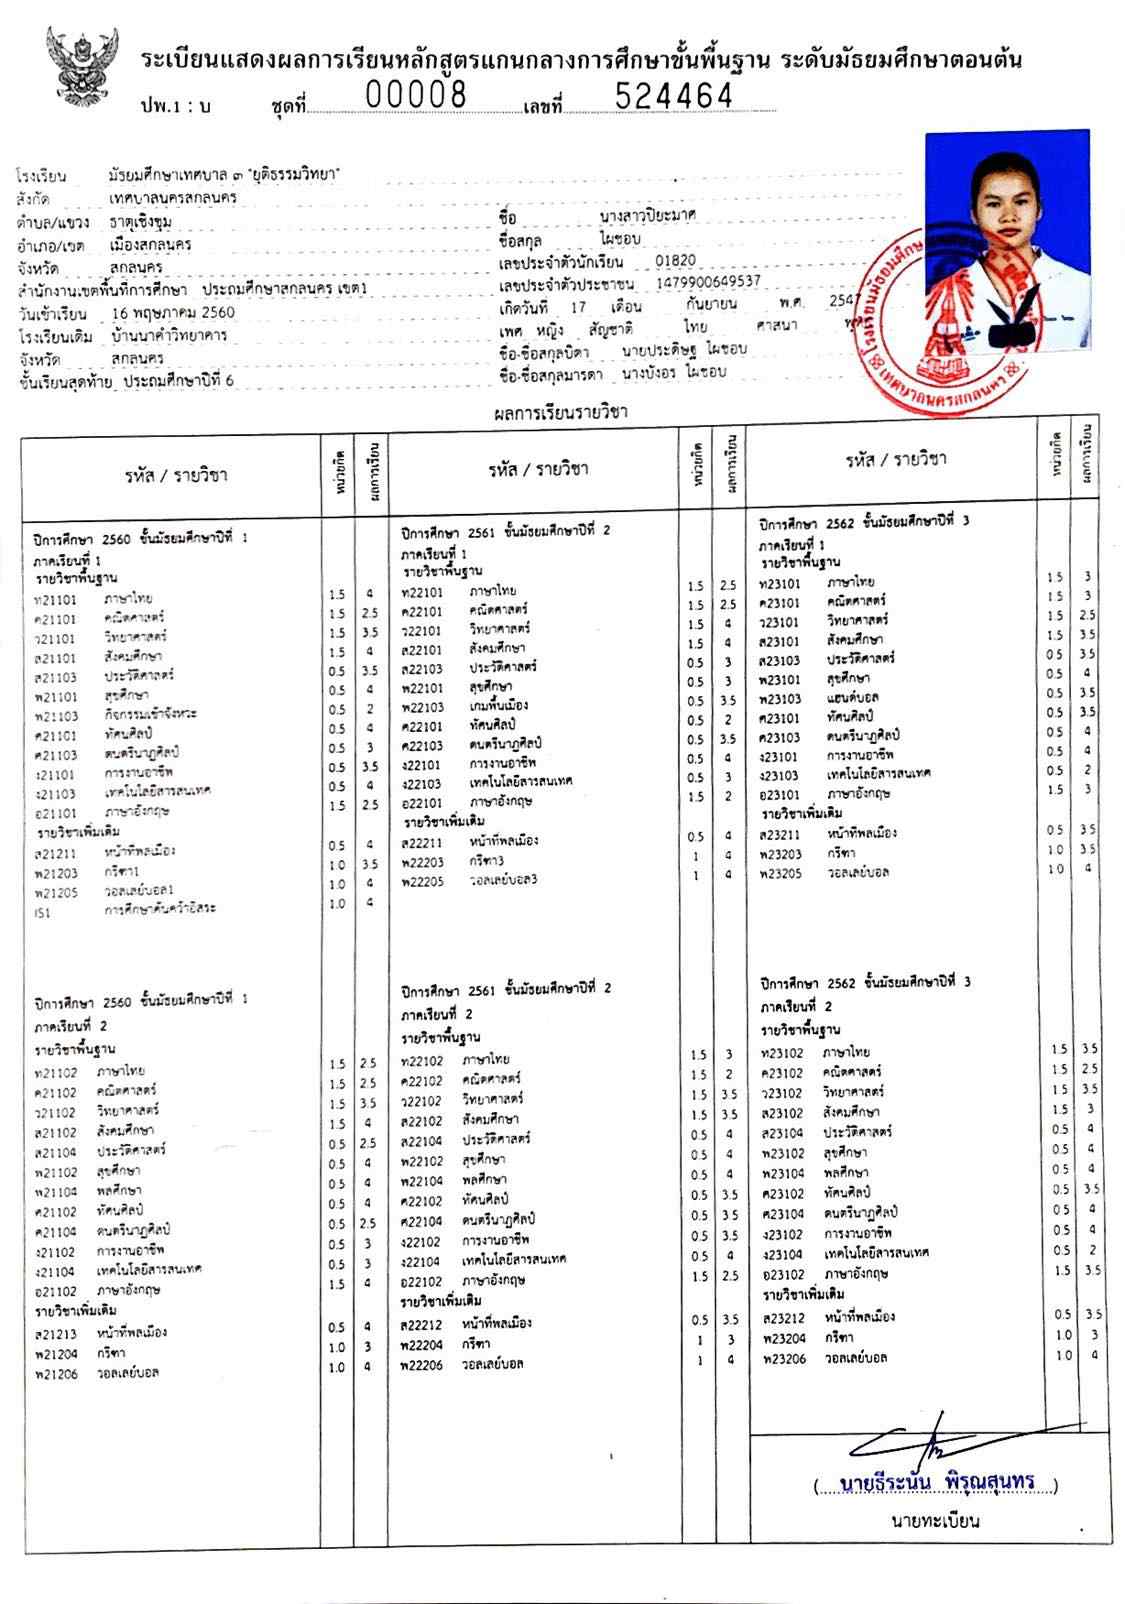 ระเบียนแสดงผลการเรียนหลักสูตรแกนกลางการศึกษาขั้นพื้นฐาน ระดับมัธยมศึกษาตอนต้น
ปพ.1 : บ ชุดที่ 00008 เลขที่ 524464
โรงเรียน มัธยมศึกษาเทศบาล ๓ "ยุติธรรมวิทยา"
สังกัด เทศบาลนครสกลนคร
ตำบล/แขวง ธาตุเชิงชุม
อำเภอ/เขต เมืองสกลนคร
จังหวัด สกลนคร
สำนักงานเขตพื้นที่การศึกษา ประถมศึกษาสกลนคร เขต1
วันเข้าเรียน 16 พฤษภาคม 2560
โรงเรียนเดิม บ้านนาคำวิทยาคาร
จังหวัด สกลนคร
ชั้นเรียนสุดท้าย ประถมศึกษาปีที่ 6
ชื่อ นางสาวปิยะมาศ
ชื่อสกุล ไผชอบ
เลขประจำตัวนักเรียน 01820
เลขประจำตัวประชาชน 1479900649537
เกิดวันที่ 17 เดือน กันยายน พ.ศ. 2547
เพศ หญิง สัญชาติ ไทย ศาสนา
ชื่อ-ชื่อสกุลบิดา นายประดิษฐ ไผชอบ
ชื่อ-ชื่อสกุลมารดา นางบังอร ไผชอบ
โรงเรียนมัธยมศึกษา
เทศบาลนครสกลนคร
ผลการเรียนรายวิชา
รหัส / รายวิชา หน่วยกิต ผลการเรียน
ปีการศึกษา 2560 ชั้นมัธยมศึกษาปีที่ 1
ภาคเรียนที่ 1
รายวิชาพื้นฐาน
ท21101 ภาษาไทย 1.5 4
ค21101 คณิตศาสตร์ 1.5 2.5
ว21101 วิทยาศาสตร์ 1.5 3.5
ส21101 สังคมศึกษา 1.5 4
ส21103 ประวัติศาสตร์ 0.5 3.5
พ21101 สุขศึกษา 0.5 4
พ21103 กิจกรรมเข้าจังหวะ 0.5 2
ศ21101 ทัศนศิลป์ 0.5 4
ศ21103 ดนตรีนาฏศิลป์ 0.5 3
ง21101 การงานอาชีพ 0.5 3.5
ง21103 เทคโนโลยีสารสนเทศ 0.5 4
อ21101 ภาษาอังกฤษ 1.5 2.5
รายวิชาเพิ่มเติม
ส21211 หน้าที่พลเมือง 0.5 4
พ21203 กรีฑา1 1.0 3.5
พ21205 วอลเลย์บอล1 1.0 4
IS1 การศึกษาค้นคว้าอิสระ 1.0 4
ปีการศึกษา 2560 ชั้นมัธยมศึกษาปีที่ 1
ภาคเรียนที่ 2
รายวิชาพื้นฐาน
ท21102 ภาษาไทย 1.5 2.5
ค21102 คณิตศาสตร์ 1.5 2.5
ว21102 วิทยาศาสตร์ 1.5 3.5
ส21102 สังคมศึกษา 1.5 4
ส21104 ประวัติศาสตร์ 0.5 2.5
พ21102 สุขศึกษา 0.5 4
พ21104 พลศึกษา 0.5 4
ศ21102 ทัศนศิลป์ 0.5 4
ศ21104 ดนตรีนาฏศิลป์ 0.5 2.5
ง21102 การงานอาชีพ 0.5 3
ง21104 เทคโนโลยีสารสนเทศ 0.5 3
อ21102 ภาษาอังกฤษ 1.5 4
รายวิชาเพิ่มเติม
ส21213 หน้าที่พลเมือง 0.5 4
พ21204 กรีฑา 1.0 3
พ21206 วอลเลย์บอล 1.0 4
รหัส / รายวิชา หน่วยกิต ผลการเรียน
ปีการศึกษา 2561 ชั้นมัธยมศึกษาปีที่ 2
ภาคเรียนที่ 1
รายวิชาพื้นฐาน
ท22101 ภาษาไทย 1.5 2.5
ค22101 คณิตศาสตร์ 1.5 2.5
ว22101 วิทยาศาสตร์ 1.5 4
ส22101 สังคมศึกษา 1.5 4
ส22103 ประวัติศาสตร์ 0.5 3
พ22101 สุขศึกษา 0.5 3
พ22103 เกมพื้นเมือง 0.5 3.5
ศ22101 ทัศนศิลป์ 0.5 2
ศ22103 ดนตรีนาฏศิลป์ 0.5 3.5
ง22101 การงานอาชีพ 0.5 4
ง22103 เทคโนโลยีสารสนเทศ 0.5 3
อ22101 ภาษาอังกฤษ 1.5 2
รายวิชาเพิ่มเติม
ส22211 หน้าที่พลเมือง 0.5 4
พ22203 กรีฑา3 1 4
พ22205 วอลเลย์บอล3 1 4
ปีการศึกษา 2561 ชั้นมัธยมศึกษาปีที่ 2
ภาคเรียนที่ 2
รายวิชาพื้นฐาน
ท22102 ภาษาไทย 1.5 3
ค22102 คณิตศาสตร์ 1.5 2
ว22102 วิทยาศาสตร์ 1.5 3.5
ส22102 สังคมศึกษา 1.5 3.5
ส22104 ประวัติศาสตร์ 0.5 4
พ22102 สุขศึกษา 0.5 4
พ22104 พลศึกษา 0.5 4
ศ22102 ทัศนศิลป์ 0.5 3.5
ศ22104 ดนตรีนาฏศิลป์ 0.5 3.5
ง22102 การงานอาชีพ 0.5 3.5
ง22104 เทคโนโลยีสารสนเทศ 0.5 4
อ22102 ภาษาอังกฤษ 1.5 2.5
รายวิชาเพิ่มเติม
ส22212 หน้าที่พลเมือง 0.5 3.5
พ22204 กรีฑา 1 3
พ22206 วอลเลย์บอล 1 4
รหัส / รายวิชา หน่วยกิต ผลการเรียน
ปีการศึกษา 2562 ชั้นมัธยมศึกษาปีที่ 3
ภาคเรียนที่ 1
รายวิชาพื้นฐาน
ท23101 ภาษาไทย 1.5 3
ค23101 คณิตศาสตร์ 1.5 3
ว23101 วิทยาศาสตร์ 1.5 2.5
ส23101 สังคมศึกษา 1.5 3.5
ส23103 ประวัติศาสตร์ 0.5 3.5
พ23101 สุขศึกษา 0.5 4
พ23103 แฮนด์บอล 0.5 3.5
ศ23101 ทัศนศิลป์ 0.5 3.5
ศ23103 ดนตรีนาฏศิลป์ 0.5 4
ง23101 การงานอาชีพ 0.5 4
ง23103 เทคโนโลยีสารสนเทศ 0.5 2
อ23101 ภาษาอังกฤษ 1.5 3
รายวิชาเพิ่มเติม
ส23211 หน้าที่พลเมือง 0.5 3.5
พ23203 กรีฑา 1.0 3.5
พ23205 วอลเลย์บอล 1.0 4
ปีการศึกษา 2562 ชั้นมัธยมศึกษาปีที่ 3
ภาคเรียนที่ 2
รายวิชาพื้นฐาน
ท23102 ภาษาไทย 1.5 3.5
ค23102 คณิตศาสตร์ 1.5 2.5
ว23102 วิทยาศาสตร์ 1.5 3.5
ส23102 สังคมศึกษา 1.5 3
ส23104 ประวัติศาสตร์ 0.5 4
พ23102 สุขศึกษา 0.5 4
พ23104 พลศึกษา 0.5 4
ศ23102 ทัศนศิลป์ 0.5 3.5
ศ23104 ดนตรีนาฏศิลป์ 0.5 4
ง23102 การงานอาชีพ 0.5 4
ง23104 เทคโนโลยีสารสนเทศ 0.5 2
อ23102 ภาษาอังกฤษ 1.5 3.5
รายวิชาเพิ่มเติม
ส23212 หน้าที่พลเมือง 0.5 3.5
พ23204 กรีฑา 1.0 3
พ23206 วอลเลย์บอล 1.0 4
(นายธีระนัน พิรุณสุนทร)
นายทะเบียน